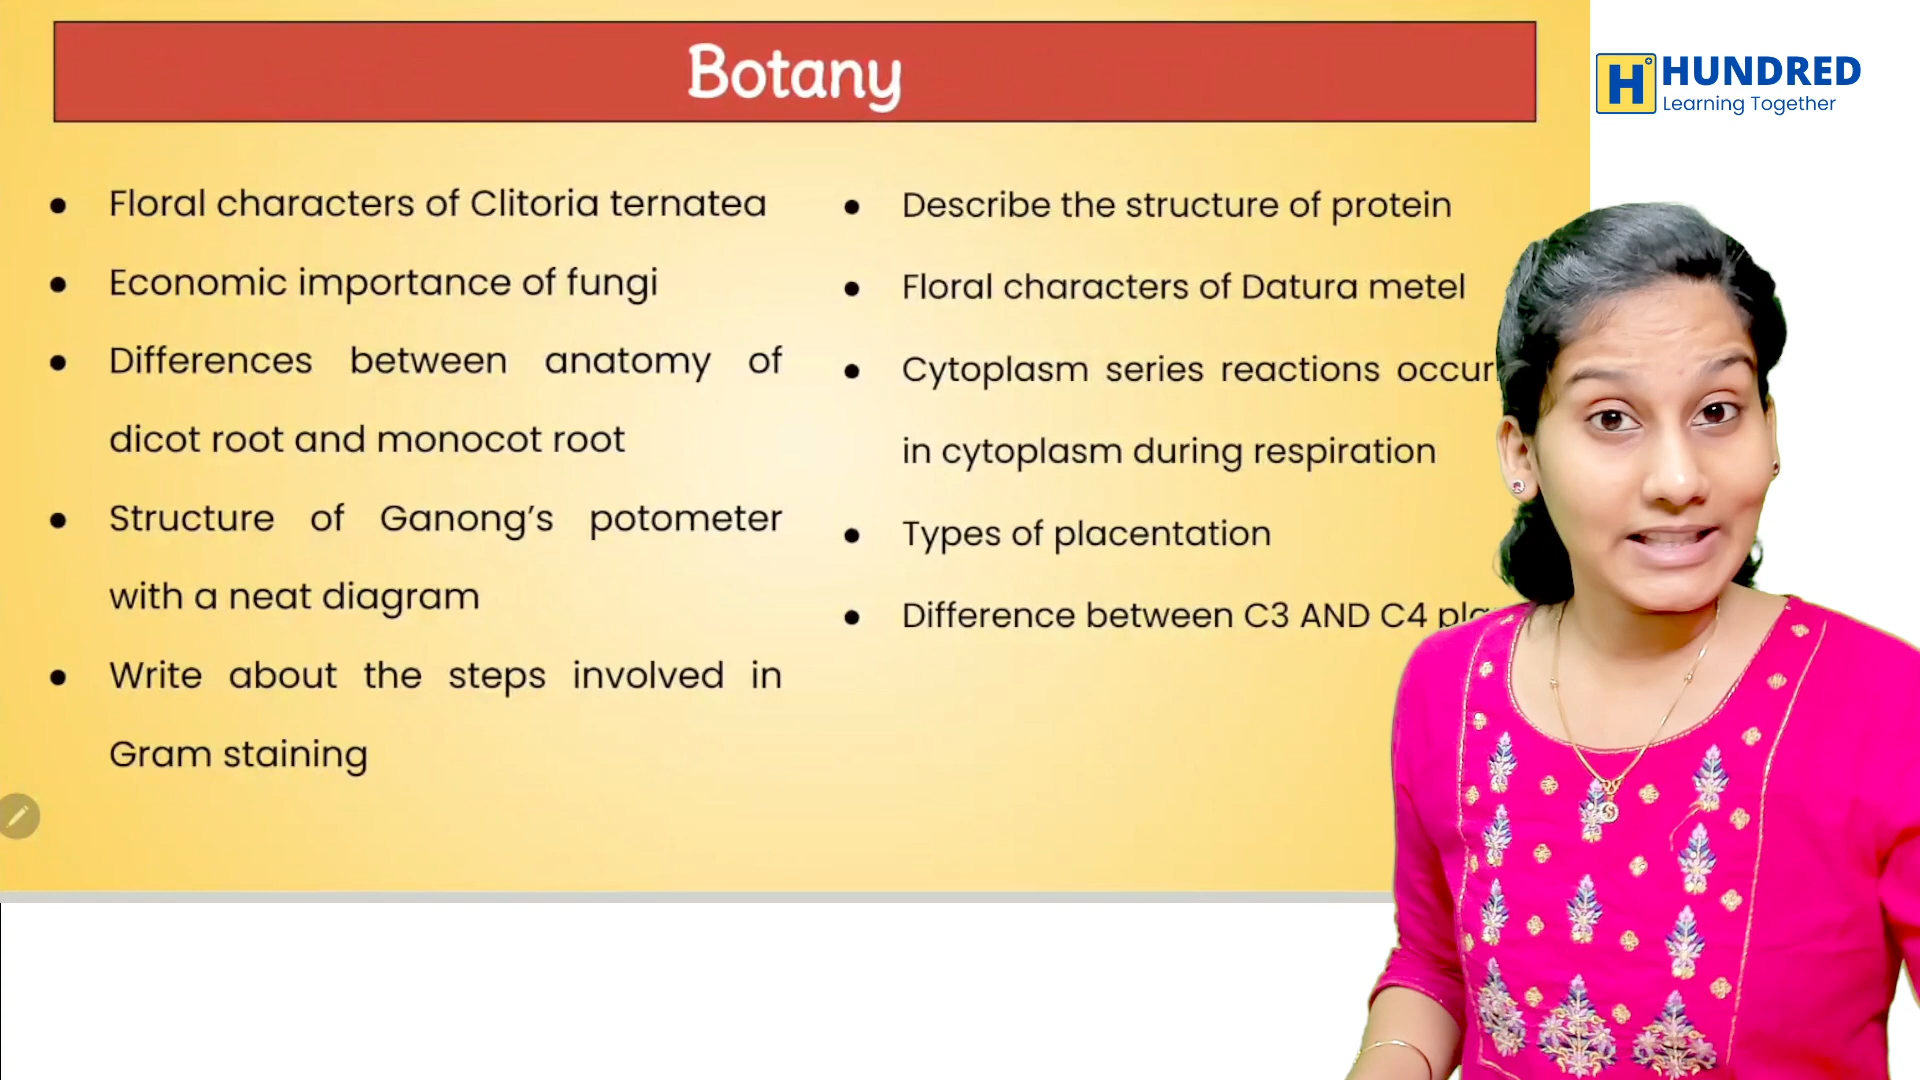 Botany
H HUNDRED
Learning Together
• Floral characters of Clitoria ternatea
• Economic importance of fungi
• Differences between anatomy of
dicot root and monocot root
• Structure of Ganong’s potometer
with a neat diagram
• Write about the steps involved in
Gram staining
• Describe the structure of protein
• Floral characters of Datura metel
• Cytoplasm series reactions occur
in cytoplasm during respiration
• Types of placentation
• Difference between C3 AND C4